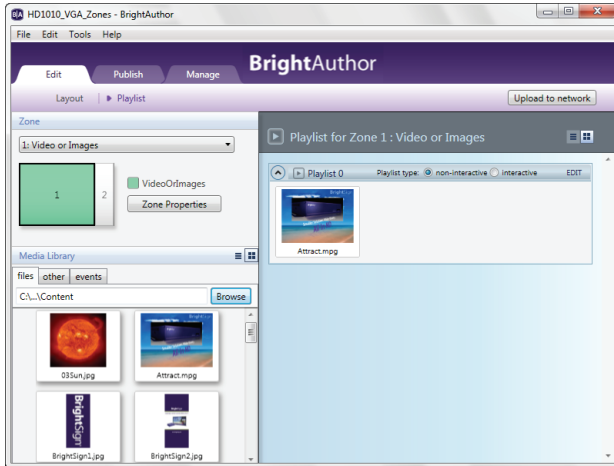 HD1010_VGA_Zones - BrightAuthor
File Edit Tools Help
BrightAuthor
Edit Publish Manage
Layout Playlist
Upload to network
Zone
1: Video or Images
1 2
VideoOrImages
Zone Properties
Media Library
files other events
C:\...\Content
Browse
03Sun.jpg
Attract.mpg
BrightSign
BrightSign1.jpg
BrightSign2.jpg
Playlist for Zone 1 : Video or Images
Playlist 0 Playlist type: non-interactive interactive EDIT
BrightSign
Attract.mpg